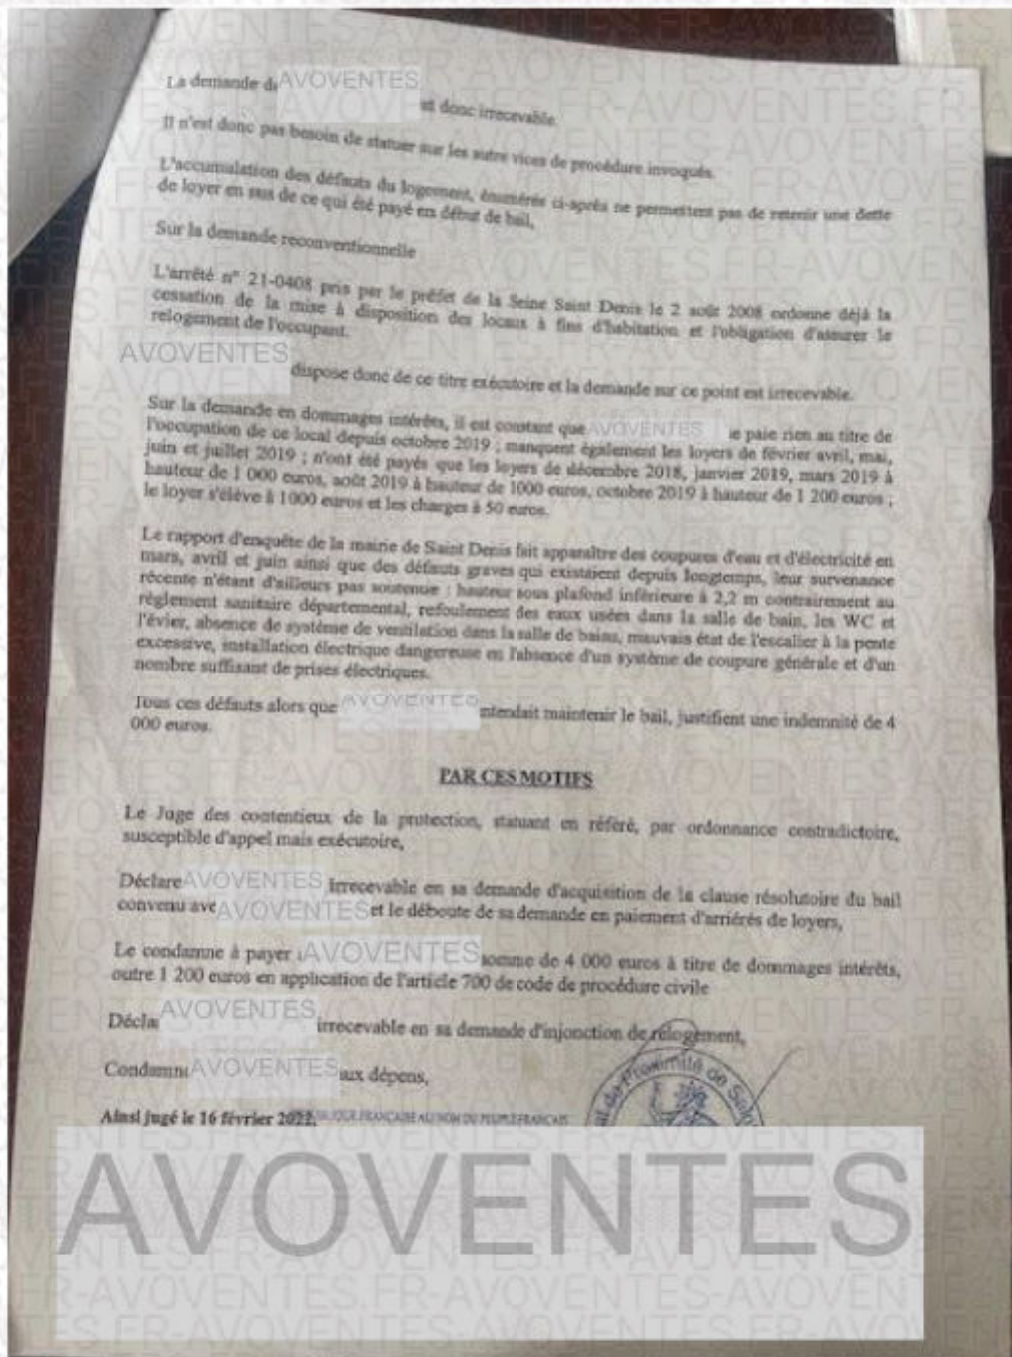 La demande d AVOVENTES
st donc irrecevable.
Il n'est donc pas besoin de statuer sur les autre vices de procédure invoqués.
L'accumulation des défauts du logement, énumérés ci-après ne permettent pas de retenir une dette
de loyer en sus de ce qui été payé en début de bail,
Sur la demande reconventionnelle
L'arrêté n° 21-0408 pris par le préfet de la Seine Saint Denis le 2 août 2008 ordonne déjà la
cessation de la mise à disposition des locaux à fins d'habitation et l'obligation d'assurer le
relogement de l'occupant.
AVOVENTES
dispose donc de ce titre exécutoire et la demande sur ce point est irrecevable.
Sur la demande en dommages intérêts, il est constant que AVOVENTES e paie rien au titre de
l'occupation de ce local depuis octobre 2019 ; manquent également les loyers de février avril, mai,
juin et juillet 2019 ; n'ont été payés que les loyers de décembre 2018, janvier 2019, mars 2019 à
hauteur de 1 000 euros, août 2019 à hauteur de 1000 euros, octobre 2019 à hauteur de 1 200 euros ;
le loyer s'élève à 1000 euros et les charges à 50 euros.
Le rapport d'enquête de la mairie de Saint Denis fait apparaître des coupures d'eau et d'électricité en
mars, avril et juin ainsi que des défauts graves qui existaient depuis longtemps, leur survenance
récente n'étant d'ailleurs pas soutenue : hauteur sous plafond inférieure à 2,2 m contrairement au
règlement sanitaire départemental, refoulement des eaux usées dans la salle de bain, les WC et
l'évier, absence de système de ventilation dans la salle de bains, mauvais état de l'escalier à la pente
excessive, installation électrique dangereuse en l'absence d'un système de coupure générale et d'un
nombre suffisant de prises électriques.
Tous ces défauts alors que AVOVENTES ntendait maintenir le bail, justifient une indemnité de 4
000 euros.
PAR CES MOTIFS
Le Juge des contentieux de la protection, statuant en référé, par ordonnance contradictoire,
susceptible d'appel mais exécutoire,
Déclare AVOVENTES irrecevable en sa demande d'acquisition de la clause résolutoire du bail
convenu ave AVOVENTES et le déboute de sa demande en paiement d'arriérés de loyers,
Le condamne à payer AVOVENTES somme de 4 000 euros à titre de dommages intérêts,
outre 1 200 euros en application de l'article 700 de code de procédure civile
Décla AVOVENTES irrecevable en sa demande d'injonction de relogement,
Condamn AVOVENTES aux dépens,
Ainsi jugé le 16 février 2022, FRANÇAISE AU NOM DU PEUPLE FRANÇAIS
al de Proximité de Sain
AVOVENTES